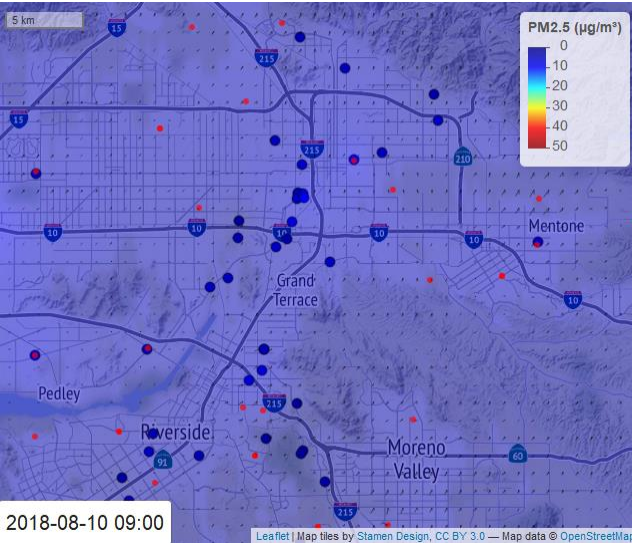 5 km
15
215
PM2.5 (µg/m³)
0
10
20
30
40
50
15
215
210
10
10
10
10
10
Mentone
Grand
Terrace
10
Pedley
215
Riverside
91
Moreno
Valley
60
215
2018-08-10 09:00
Leaflet | Map tiles by Stamen Design, CC BY 3.0 — Map data © OpenStreetMap